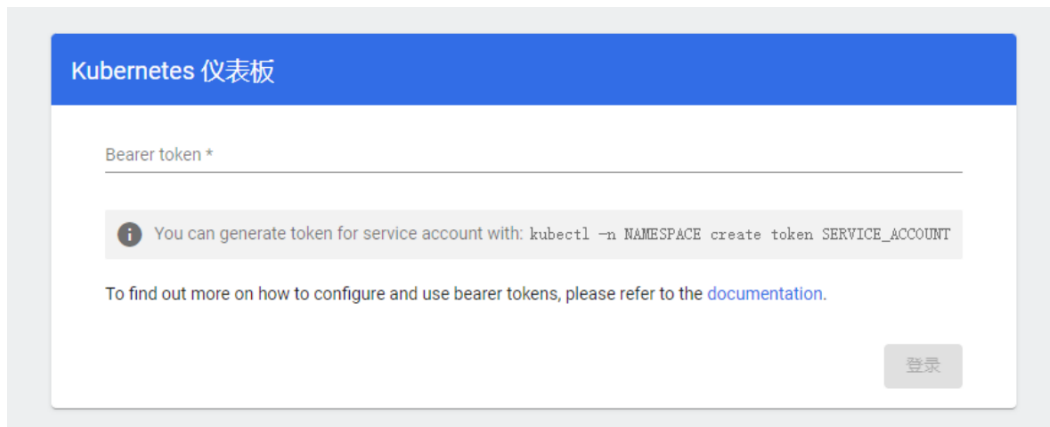 Kubernetes 仪表板
Bearer token *
You can generate token for service account with: kubectl -n NAMESPACE create token SERVICE_ACCOUNT
To find out more on how to configure and use bearer tokens, please refer to the documentation.
登录